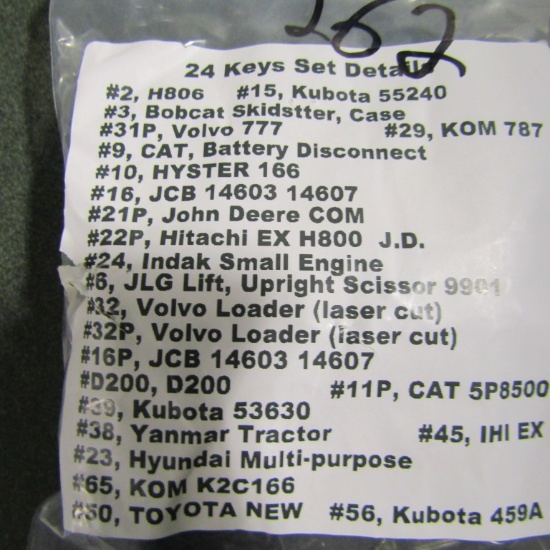 262
24 Keys Set Details
#2, H806 #15, Kubota 55240
#3, Bobcat Skidstter, Case
#31P, Volvo 777 #29, KOM 787
#9, CAT, Battery Disconnect
#10, HYSTER 166
#16, JCB 14603 14607
#21P, John Deere COM
#22P, Hitachi EX H800 J.D.
#24, Indak Small Engine
#6, JLG Lift, Upright Scissor 9901
#32, Volvo Loader (laser cut)
#32P, Volvo Loader (laser cut)
#16P, JCB 14603 14607
#D200, D200 #11P, CAT 5P8500
#39, Kubota 53630
#38, Yanmar Tractor #45, IHI EX
#23, Hyundai Multi-purpose
#65, KOM K2C166
#50, TOYOTA NEW #56, Kubota 459A